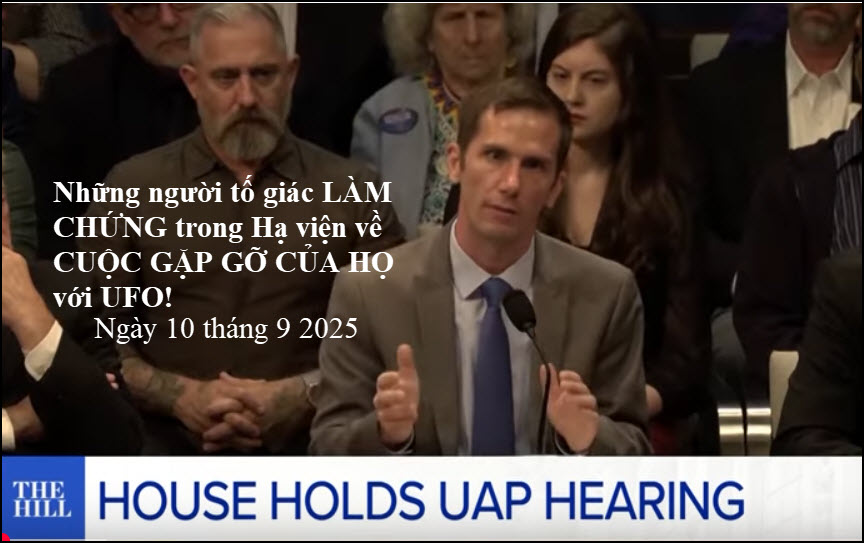 Những người tố giác LÀM
CHỨNG trong Hạ viện về
CUỘC GẶP GỠ CỦA HỌ
với UFO!
Ngày 10 tháng 9 2025
THE
HILL
HOUSE HOLDS UAP HEARING